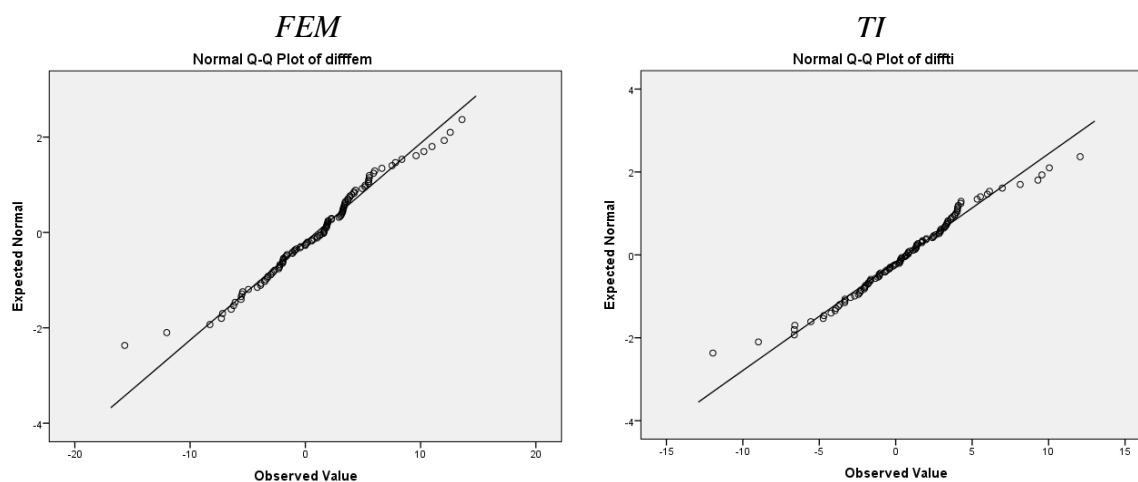 FEM
Normal Q-Q Plot of difffem
Expected Normal
2
0
-2
-4
-20
-10
0
10
20
Observed Value
TI
Normal Q-Q Plot of diffti
Expected Normal
4
2
0
-2
-4
-15
-10
-5
0
5
10
15
Observed Value